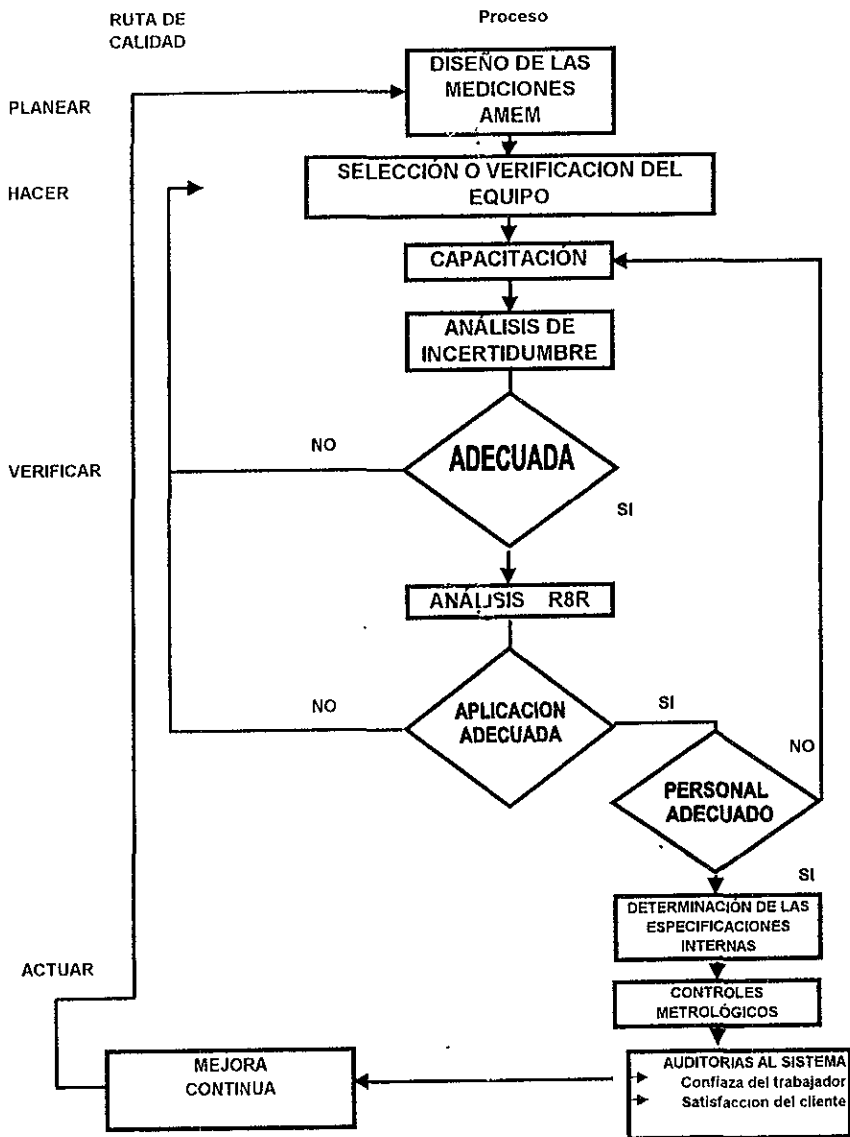 RUTA DE
CALIDAD
Proceso
PLANEAR
DISEÑO DE LAS
MEDICIONES
AMEM
HACER
SELECCIÓN O VERIFICACION DEL
EQUIPO
CAPACITACIÓN
ANÁLISIS DE
INCERTIDUMBRE
VERIFICAR
NO
ADECUADA
SI
ANÁLISIS R8R
NO
APLICACION
ADECUADA
SI
NO
PERSONAL
ADECUADO
SI
DETERMINACIÓN DE LAS
ESPECIFICACIONES
INTERNAS
ACTUAR
CONTROLES
METROLÓGICOS
MEJORA
CONTINUA
AUDITORIAS AL SISTEMA
Confiaza del trabajador
Satisfaccion del cliente